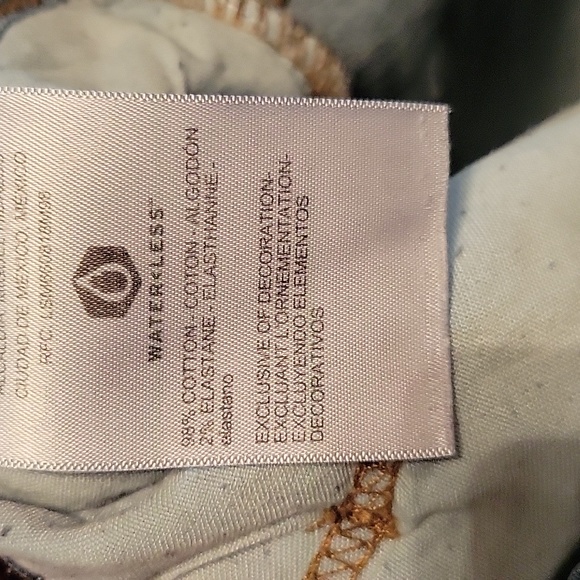 CIUDAD DE MEXICO, MEXICO
WATER<LESS™
98% COTTON - COTON - ALGODÓN
2% ELASTANE - ELASTHANNE -
elastano
EXCLUSIVE OF DECORATION-
EXCLUANT L'ORNEMENTATION-
EXCLUYENDO ELEMENTOS
DECORATIVOS